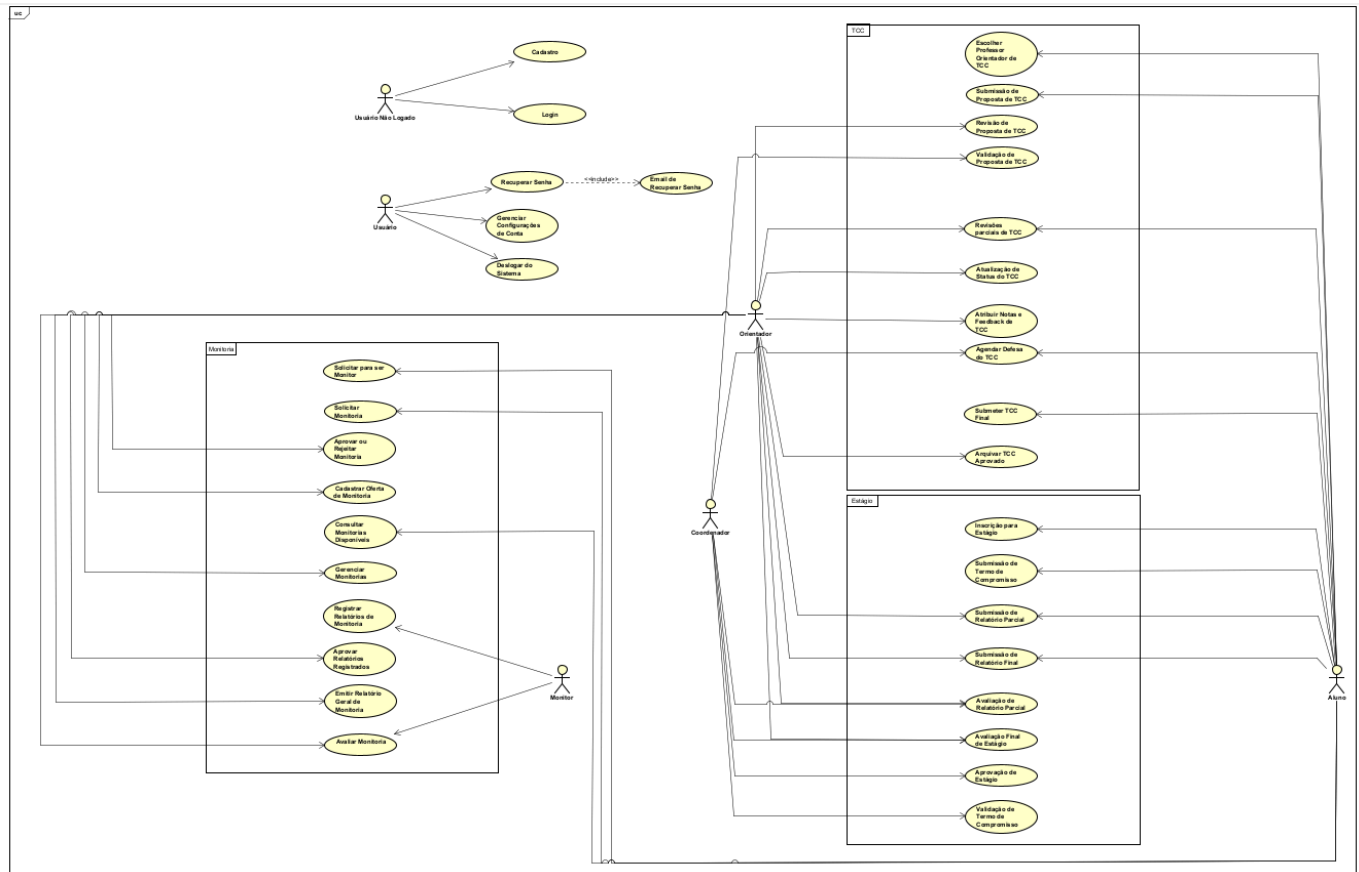 uc
Cadastro
Usuário Não Logado
Login
Recuperar Senha
<<include>>
Email de
Recuperar Senha
Usuário
Gerenciar
Configurações
de Conta
Deslogar do
Sistema
TCC
Escolher
Professor
Orientador de
TCC
Submissão de
Proposta de TCC
Revisão de
Proposta de TCC
Validação de
Proposta de TCC
Revisões
parciais de TCC
Atualização de
Status do TCC
Orientador
Atribuir Notas e
Feedback de
TCC
Agendar Defesa
do TCC
Submeter TCC
Final
Arquivar TCC
Aprovado
Monitoria
Solicitar para ser
Monitor
Solicitar
Monitoria
Aprovar ou
Rejeitar
Monitoria
Cadastrar Oferta
de Monitoria
Consultar
Monitorias
Disponíveis
Gerenciar
Monitorias
Registrar
Relatórios de
Monitoria
Aprovar
Relatórios
Registrados
Emitir Relatório
Geral de
Monitoria
Avaliar Monitoria
Monitor
Coordenador
Estágio
Inscrição para
Estágio
Submissão de
Termo de
Compromisso
Submissão de
Relatório Parcial
Submissão de
Relatório Final
Avaliação de
Relatório Parcial
Avaliação Final
de Estágio
Aprovação de
Estágio
Validação de
Termo de
Compromisso
Aluno